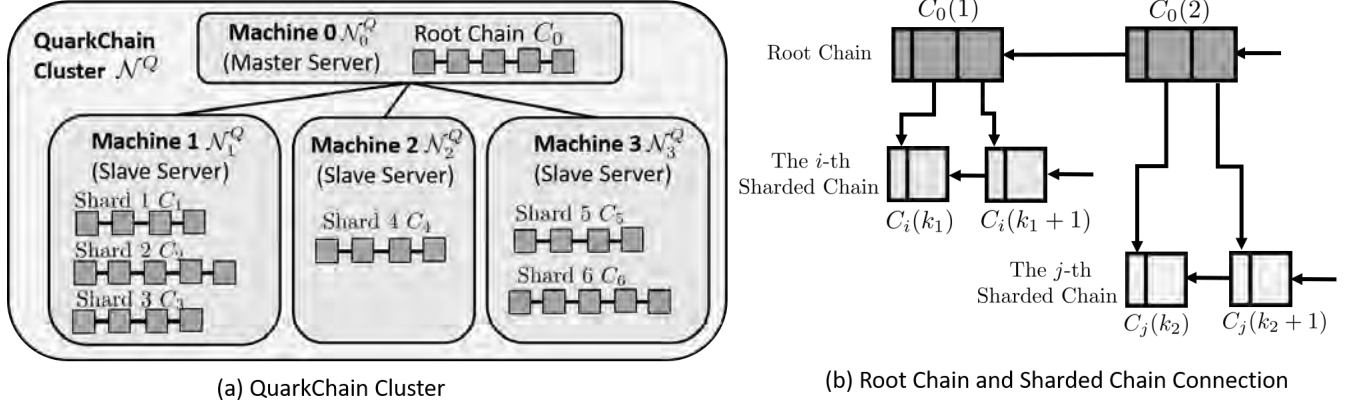 QuarkChain
Cluster 𝒩^Q
Machine 0 𝒩_0^Q
(Master Server)
Root Chain C_0
Machine 1 𝒩_1^Q
(Slave Server)
Shard 1 C_1
Shard 2 C_2
Shard 3 C_3
Machine 2 𝒩_2^Q
(Slave Server)
Shard 4 C_4
Machine 3 𝒩_3^Q
(Slave Server)
Shard 5 C_5
Shard 6 C_6
(a) QuarkChain Cluster
C_0(1)
C_0(2)
Root Chain
The i-th
Sharded Chain
C_i(k_1)
C_i(k_1 + 1)
The j-th
Sharded Chain
C_j(k_2)
C_j(k_2 + 1)
(b) Root Chain and Sharded Chain Connection